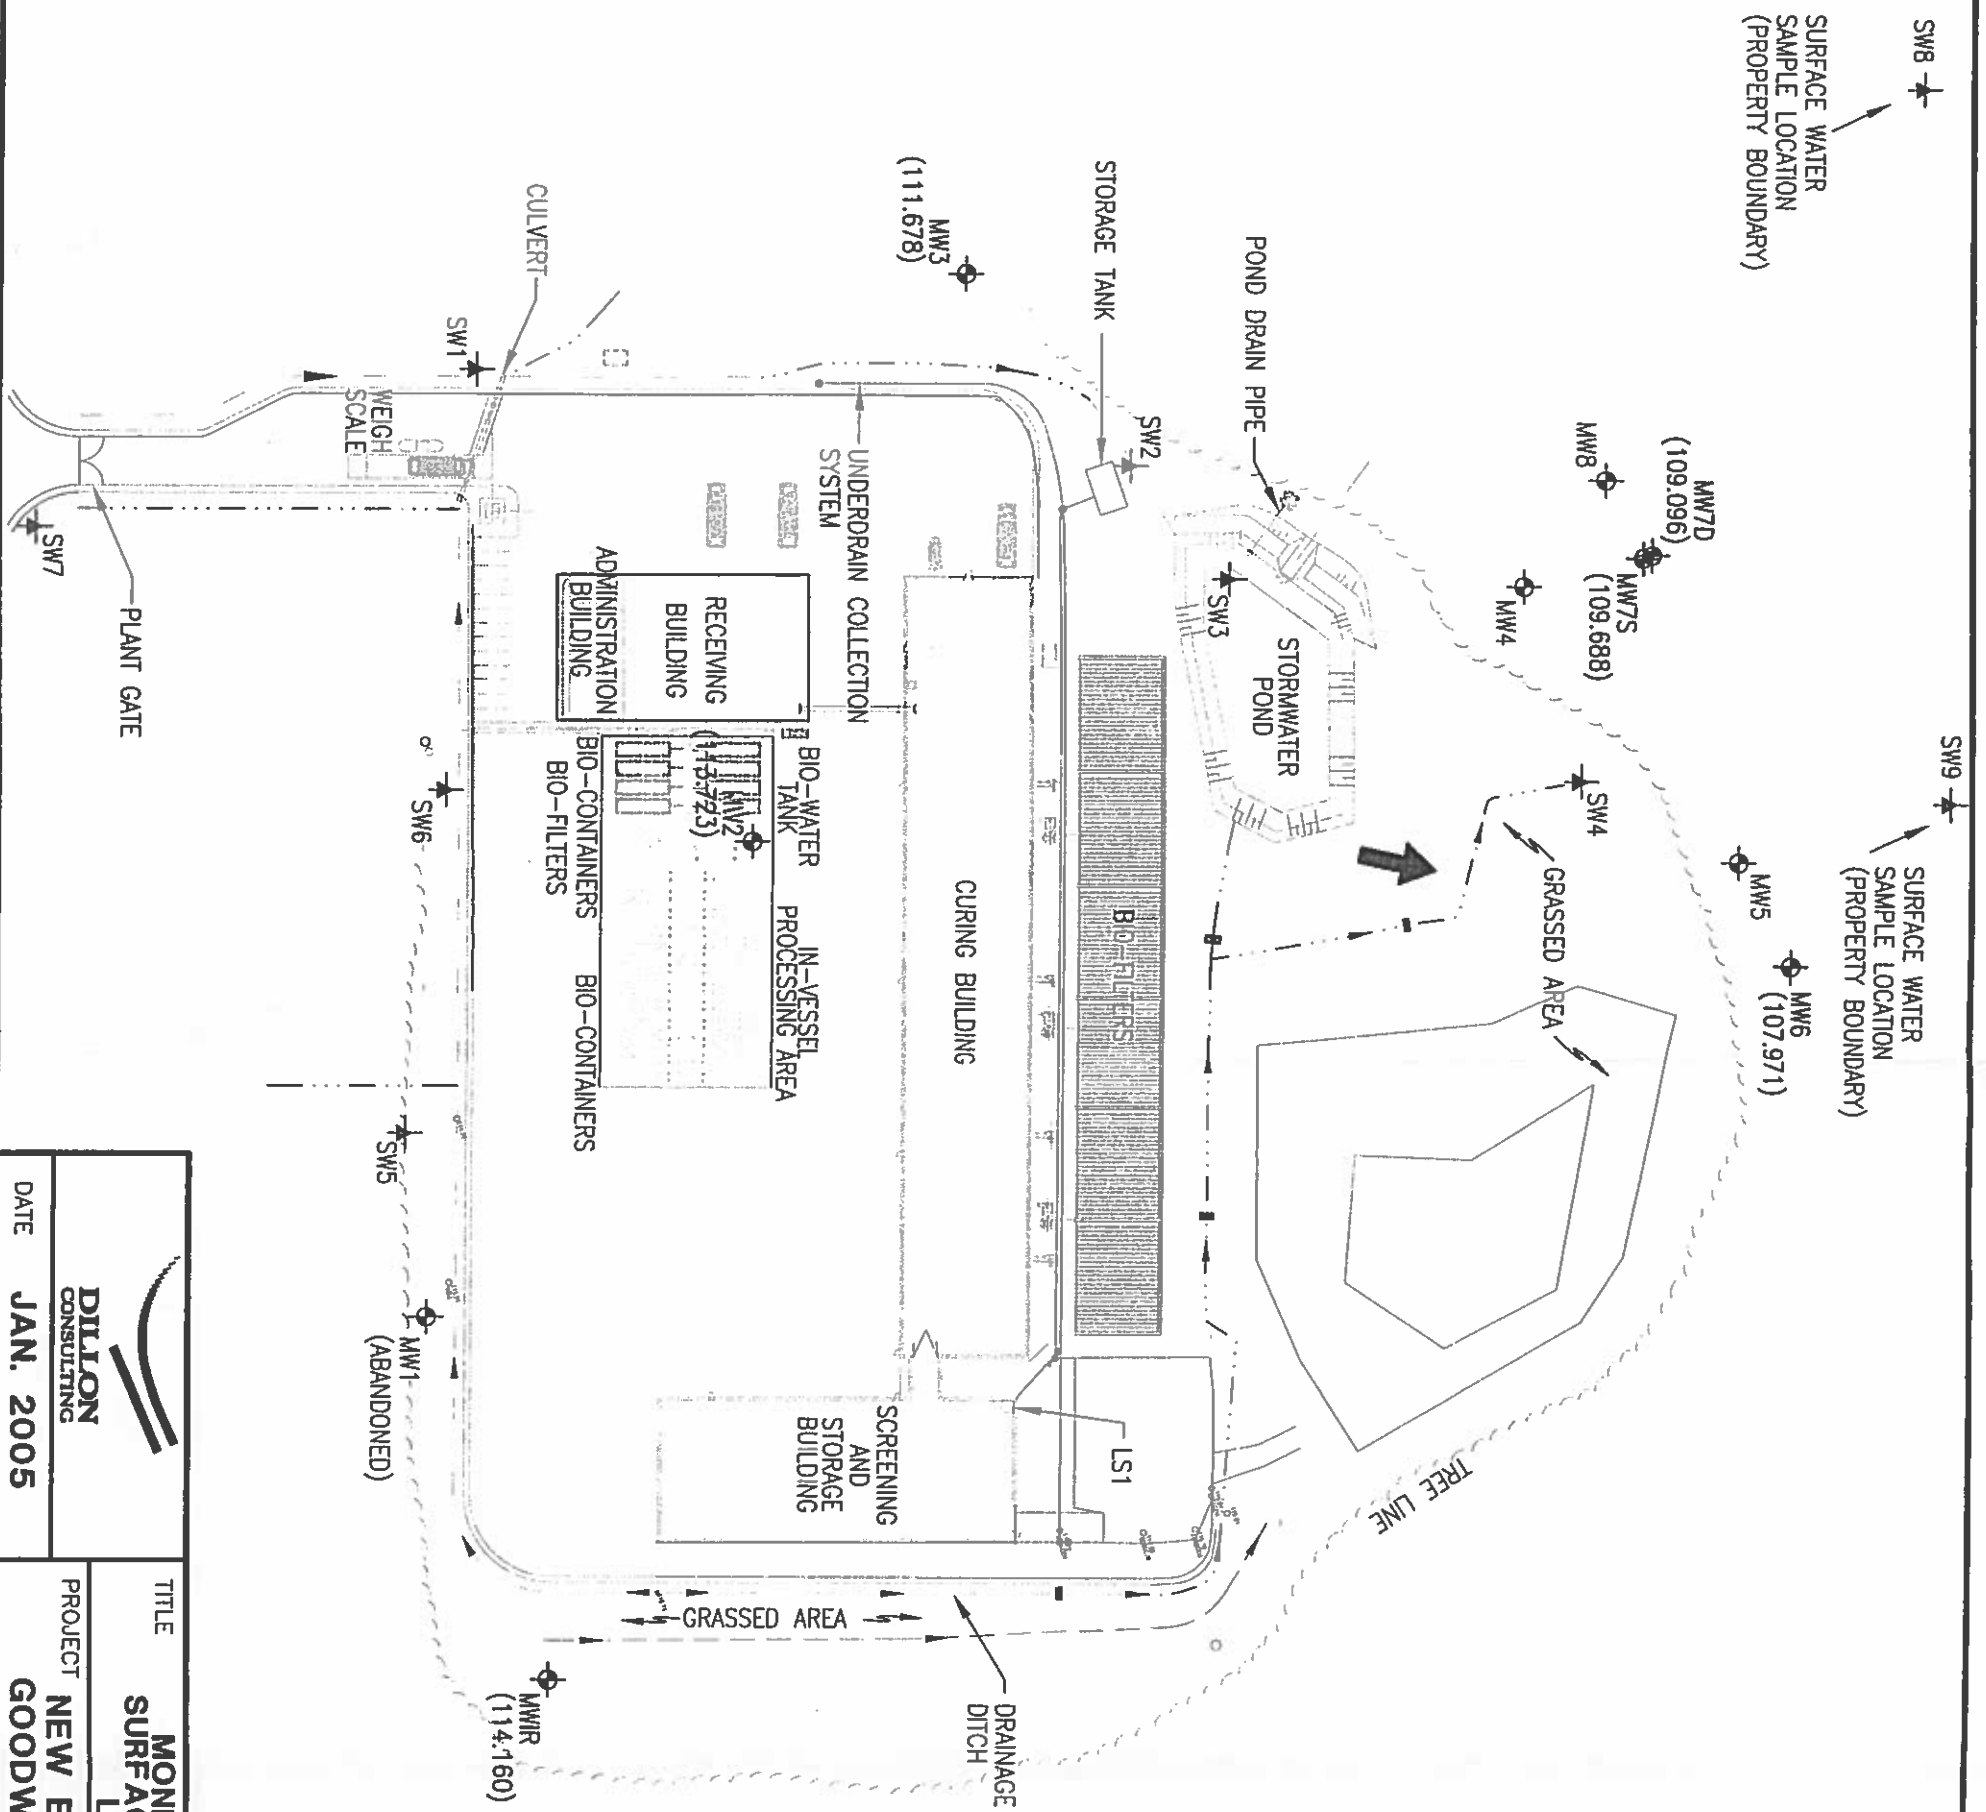 SW8
SURFACE WATER
SAMPLE LOCATION
(PROPERTY BOUNDARY)
SW9
SURFACE WATER
SAMPLE LOCATION
(PROPERTY BOUNDARY)
MW5
MW6
(107.971)
MW7D
(109.096)
MW7S
(109.688)
MW8
MW4
SW4
GRASSED AREA
POND DRAIN PIPE
STORMWATER
POND
SW3
SW2
STORAGE TANK
MW3
(111.678)
BIO-FILTERS
UNDERDRAIN COLLECTION
SYSTEM
CURING BUILDING
TREE LINE
LS1
SCREENING
AND
STORAGE
BUILDING
DRAINAGE
DITCH
GRASSED AREA
CULVERT
SW1
WEIGH
SCALE
RECEIVING
BUILDING
ADMINISTRATION
BUILDING
BIO-WATER
TANK
IN-VESSEL
PROCESSING AREA
MW2
(113.723)
BIO-CONTAINERS
BIO-FILTERS
BIO-CONTAINERS
SW7
PLANT GATE
SW6
SW5
MW1
(ABANDONED)
MWIR
(114.160)
DILLON
CONSULTING
DATE JAN. 2005
TITLE
SURFAC
PROJECT NEW
GOODW